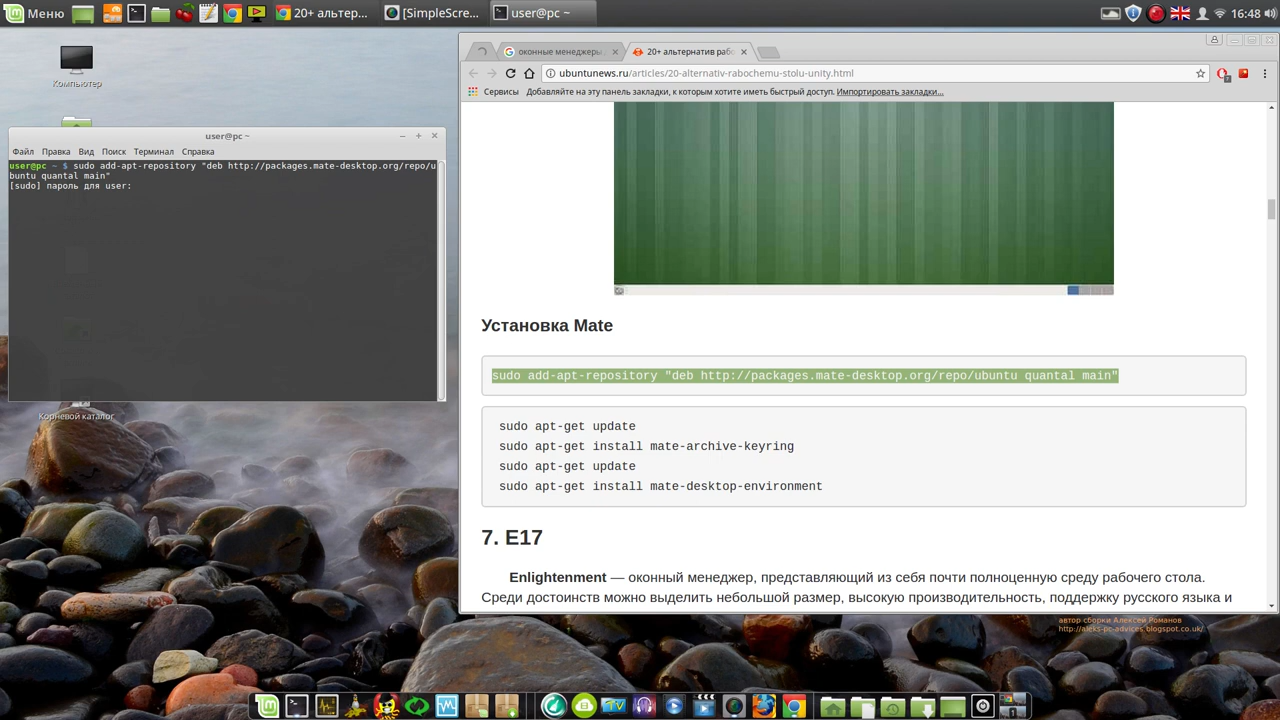 Меню
20+ альтер...
[SimpleScre...
user@pc ~
16:48
Компьютер
Корневой каталог
user@pc ~
Файл Правка Вид Поиск Терминал Справка
user@pc ~ $ sudo add-apt-repository "deb http://packages.mate-desktop.org/repo/u
buntu quantal main"
[sudo] пароль для user:
оконные менеджеры
20+ альтернатив рабо
ubuntunews.ru/articles/20-alternativ-rabochemu-stolu-unity.html
Сервисы Добавляйте на эту панель закладки, к которым хотите иметь быстрый доступ. Импортировать закладки...
Установка Mate
sudo add-apt-repository "deb http://packages.mate-desktop.org/repo/ubuntu quantal main"
sudo apt-get update
sudo apt-get install mate-archive-keyring
sudo apt-get update
sudo apt-get install mate-desktop-environment
7. E17
Enlightenment — оконный менеджер, представляющий из себя почти полноценную среду рабочего стола.
Среди достоинств можно выделить небольшой размер, высокую производительность, поддержку русского языка и
автор сборки Алексей Романов
http://aleks-pc-advices.blogspot.co.uk/
TV
1